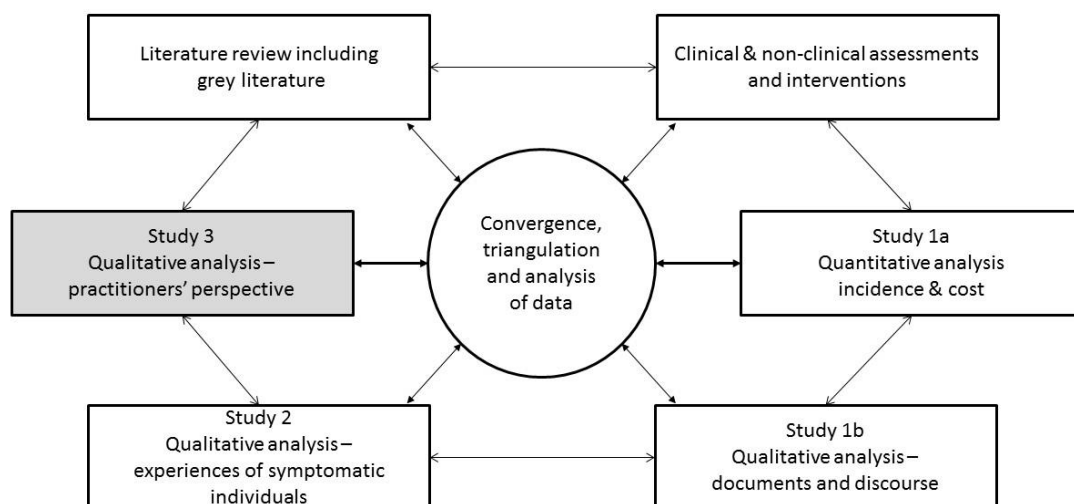 Literature review including
grey literature
Clinical & non-clinical assessments
and interventions
Study 3
Qualitative analysis –
practitioners' perspective
Convergence,
triangulation
and analysis
of data
Study 1a
Quantitative analysis
incidence & cost
Study 2
Qualitative analysis –
experiences of symptomatic
individuals
Study 1b
Qualitative analysis –
documents and discourse